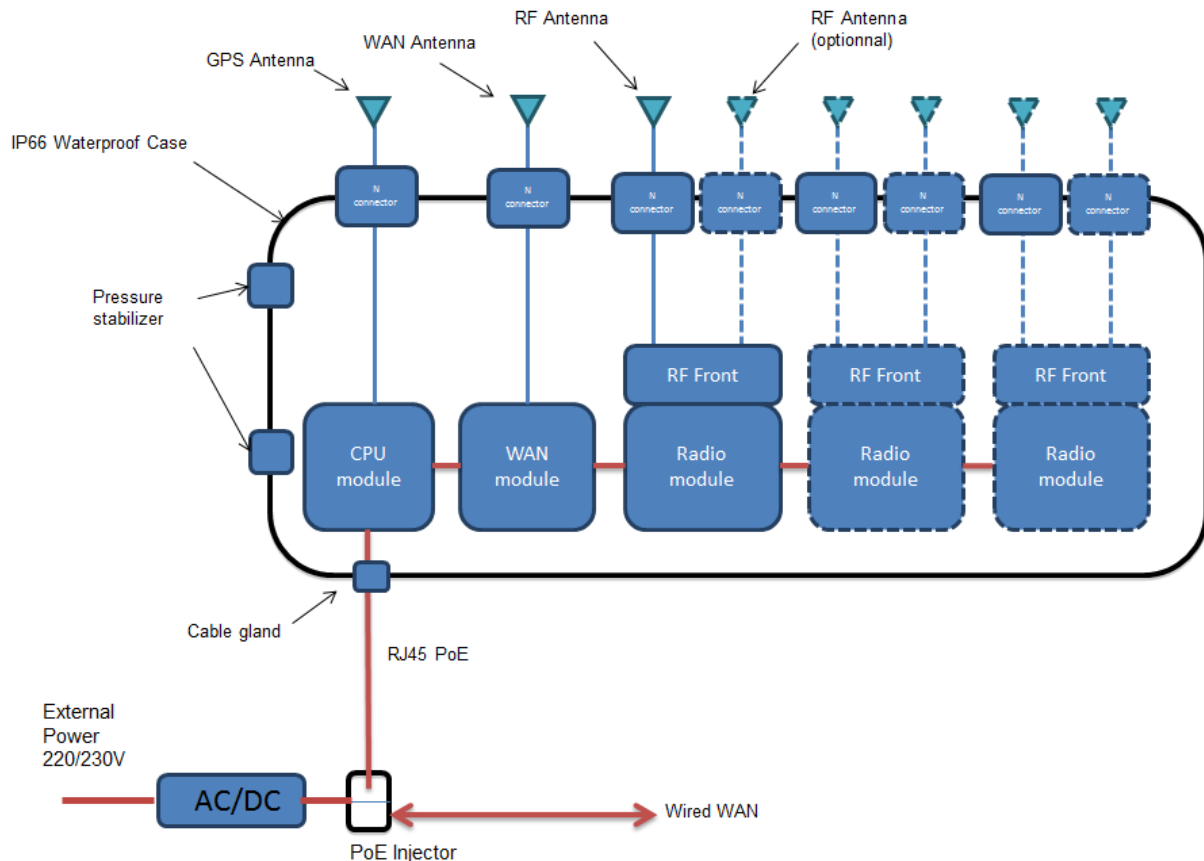 RF Antenna
RF Antenna
(optionnal)
WAN Antenna
GPS Antenna
IP66 Waterproof Case
N
connector
N
connector
N
connector
N
connector
N
connector
N
connector
N
connector
N
connector
Pressure
stabilizer
RF Front
RF Front
RF Front
CPU
module
WAN
module
Radio
module
Radio
module
Radio
module
Cable gland
RJ45 PoE
External
Power
220/230V
AC/DC
Wired WAN
PoE Injector